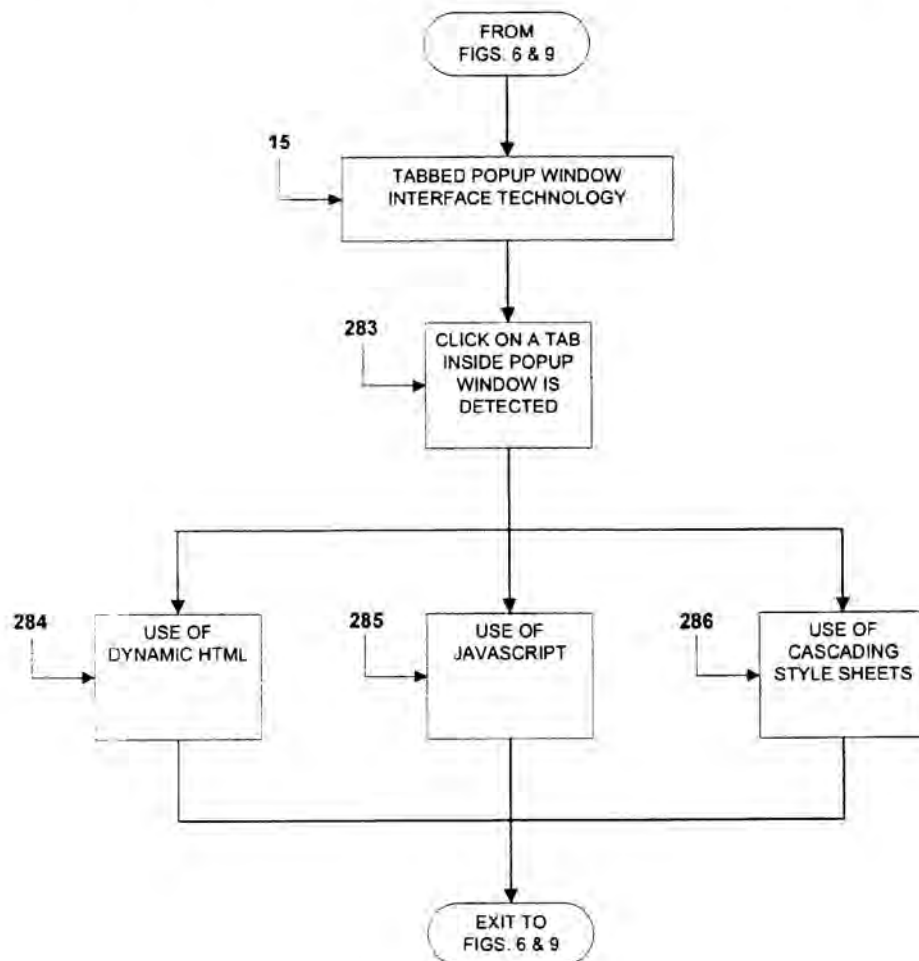 FROM
FIGS. 6 & 9
15
TABBED POPUP WINDOW
INTERFACE TECHNOLOGY
283
CLICK ON A TAB
INSIDE POPUP
WINDOW IS
DETECTED
284
USE OF
DYNAMIC HTML
285
USE OF
JAVASCRIPT
286
USE OF
CASCADING
STYLE SHEETS
EXIT TO
FIGS. 6 & 9